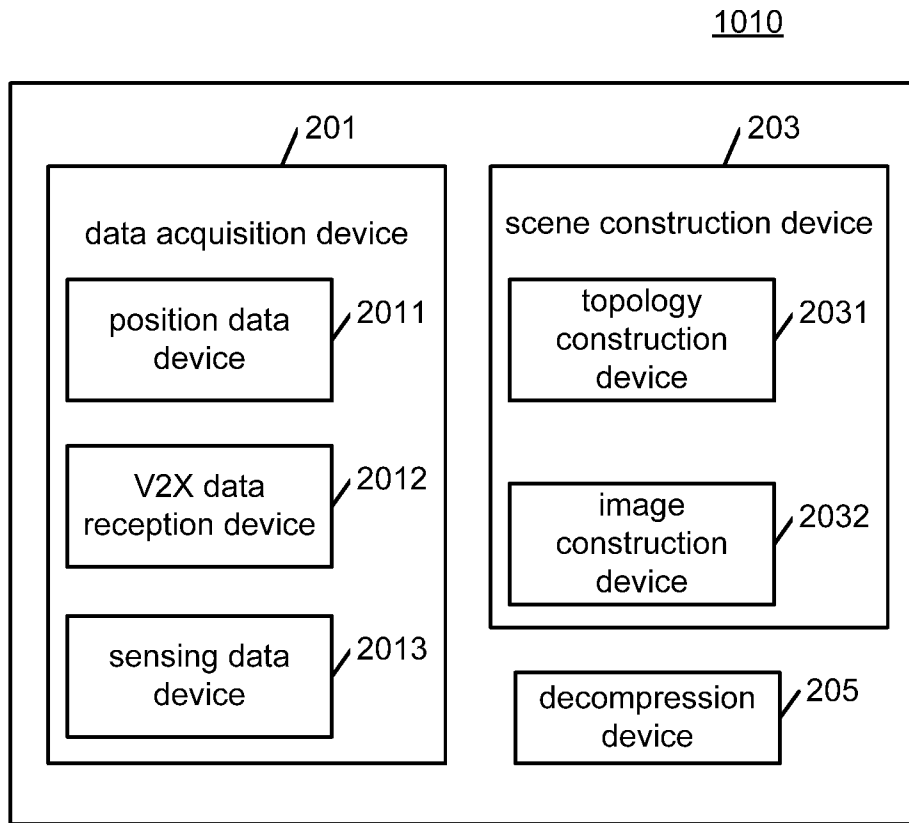 1010
201
data acquisition device
position data
device
2011
V2X data
reception device
2012
sensing data
device
2013
203
scene construction device
topology
construction
device
2031
image
construction
device
2032
decompression
device
205